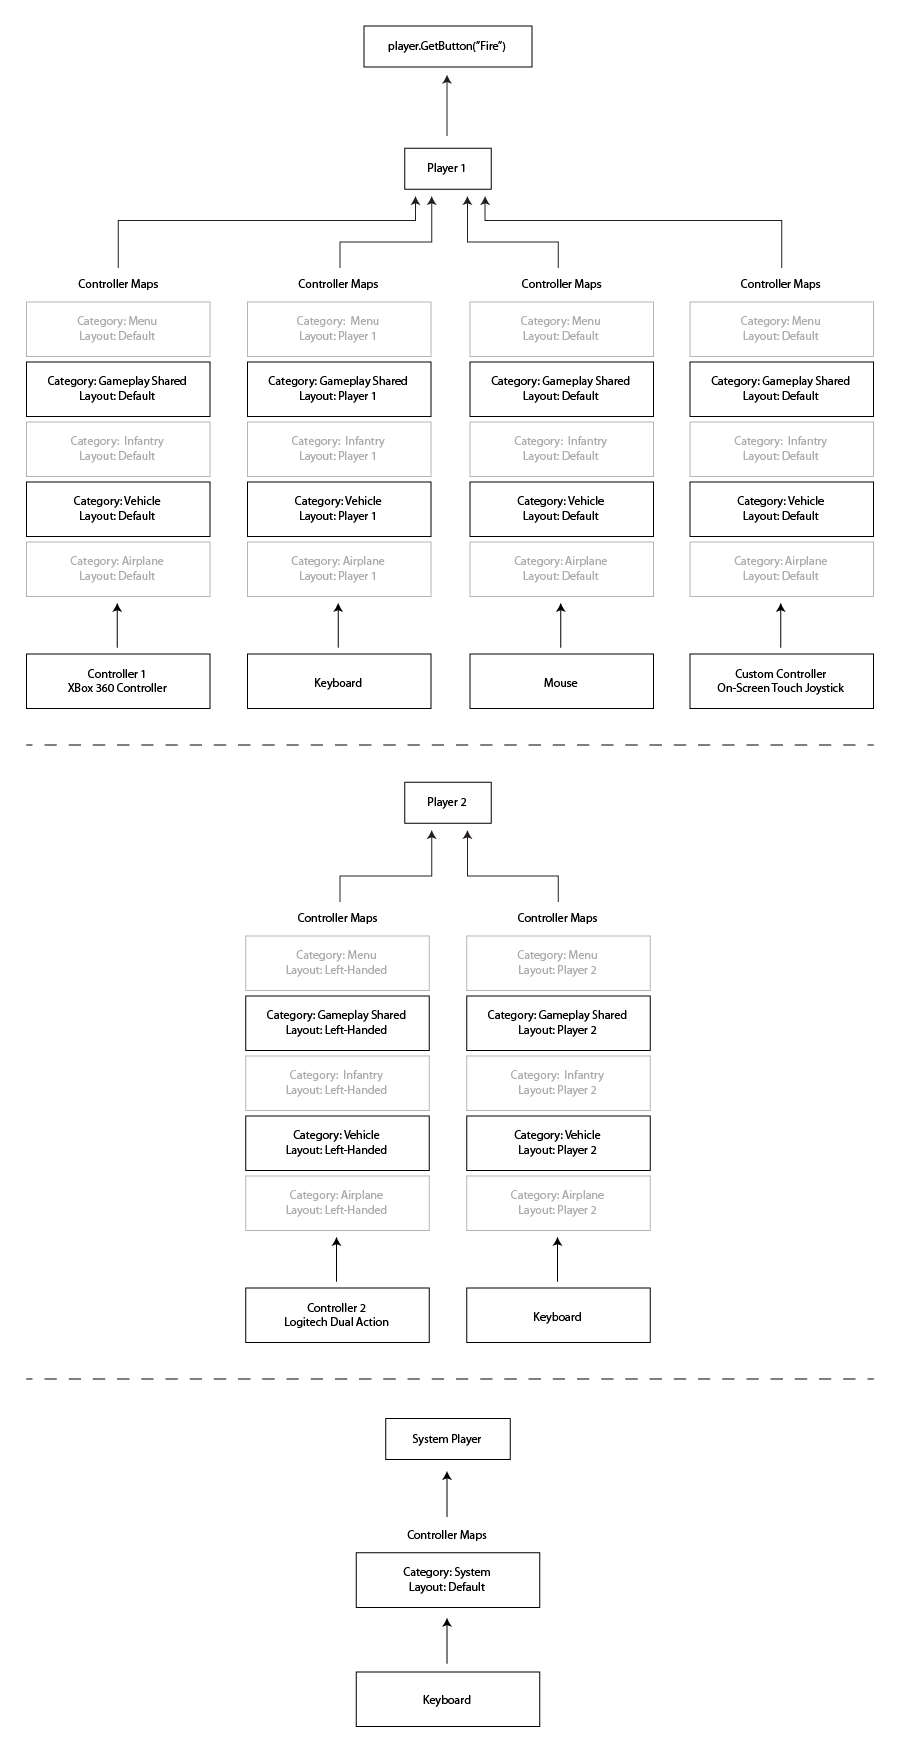 player.GetButton("Fire")
Player 1
Controller Maps
Category: Menu
Layout: Default
Category: Gameplay Shared
Layout: Default
Category: Infantry
Layout: Default
Category: Vehicle
Layout: Default
Category: Airplane
Layout: Default
Controller 1
XBox 360 Controller
Controller Maps
Category: Menu
Layout: Player 1
Category: Gameplay Shared
Layout: Player 1
Category: Infantry
Layout: Player 1
Category: Vehicle
Layout: Player 1
Category: Airplane
Layout: Player 1
Keyboard
Controller Maps
Category: Menu
Layout: Default
Category: Gameplay Shared
Layout: Default
Category: Infantry
Layout: Default
Category: Vehicle
Layout: Default
Category: Airplane
Layout: Default
Mouse
Controller Maps
Category: Menu
Layout: Default
Category: Gameplay Shared
Layout: Default
Category: Infantry
Layout: Default
Category: Vehicle
Layout: Default
Category: Airplane
Layout: Default
Custom Controller
On-Screen Touch Joystick
Player 2
Controller Maps
Category: Menu
Layout: Left-Handed
Category: Gameplay Shared
Layout: Left-Handed
Category: Infantry
Layout: Left-Handed
Category: Vehicle
Layout: Left-Handed
Category: Airplane
Layout: Left-Handed
Controller 2
Logitech Dual Action
Controller Maps
Category: Menu
Layout: Player 2
Category: Gameplay Shared
Layout: Player 2
Category: Infantry
Layout: Player 2
Category: Vehicle
Layout: Player 2
Category: Airplane
Layout: Player 2
Keyboard
System Player
Controller Maps
Category: System
Layout: Default
Keyboard